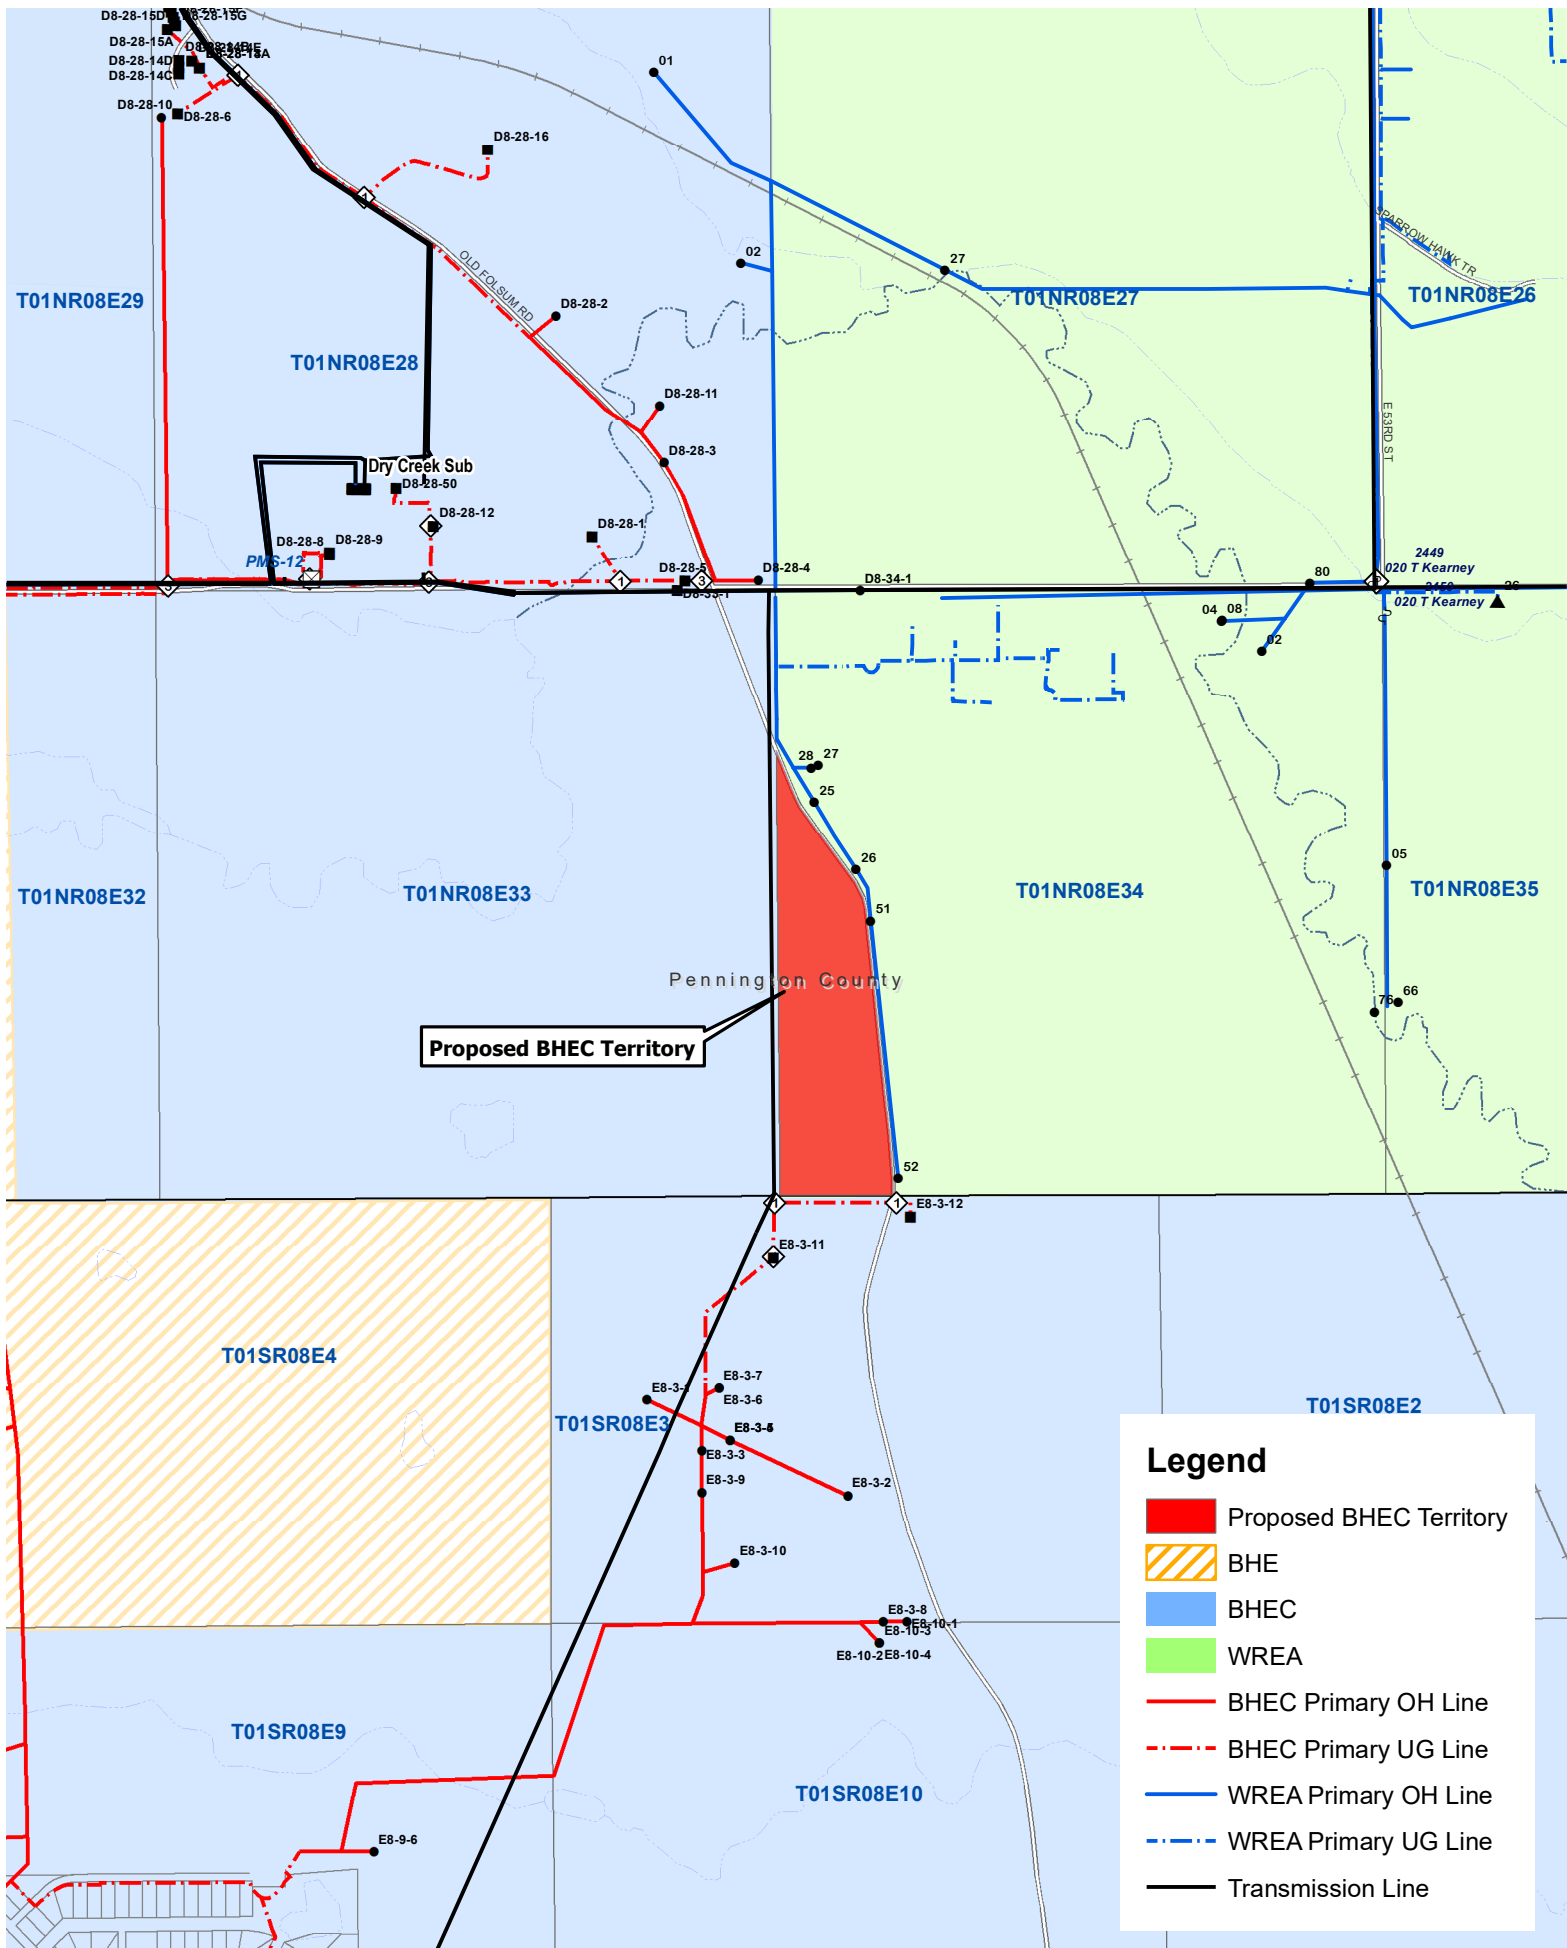 D8-28-15D
D8-28-15G
D8-28-15A
D8-28-14D
D8-28-14C
D8-28-10
D8-28-6
01
D8-28-16
02
27
SPARROW HAWK TR
OLD FOLSUM RD
T01NR08E29
T01NR08E27
T01NR08E26
D8-28-2
T01NR08E28
D8-28-11
E 53RD ST
D8-28-3
Dry Creek Sub
D8-28-50
D8-28-12
D8-28-1
D8-28-8
D8-28-9
PMS-12
2449
020 T Kearney
D8-28-5
3
D8-28-4
1
D8-34-1
80
D8-33-1
26
020 T Kearney
04
08
02
28
27
25
26
05
T01NR08E32
T01NR08E33
T01NR08E34
T01NR08E35
51
Pennington County
66
76
Proposed BHEC Territory
52
1
1
E8-3-12
E8-3-11
T01SR08E4
E8-3-7
E8-3-6
T01SR08E3
T01SR08E2
E8-3-3
E8-3-9
E8-3-2
E8-3-10
E8-3-8
E8-10-1
E8-10-3
E8-10-2
E8-10-4
T01SR08E9
T01SR08E10
E8-9-6
Legend
Proposed BHEC Territory
BHE
BHEC
WREA
BHEC Primary OH Line
BHEC Primary UG Line
WREA Primary OH Line
WREA Primary UG Line
Transmission Line